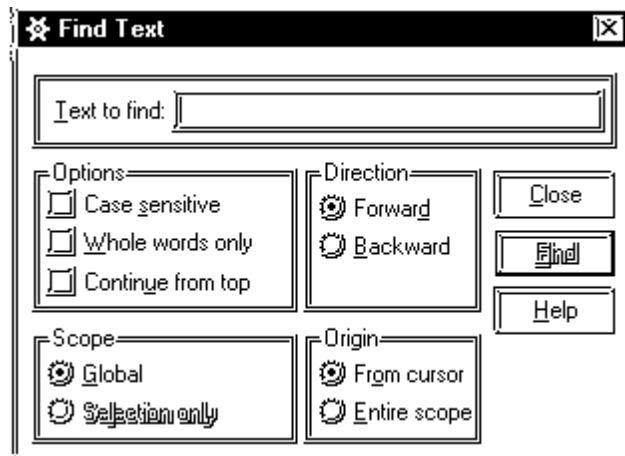 Find Text
Text to find:
Options
Case sensitive
Whole words only
Continue from top
Direction
Forward
Backward
Close
Find
Help
Scope
Global
Selection only
Origin
From cursor
Entire scope